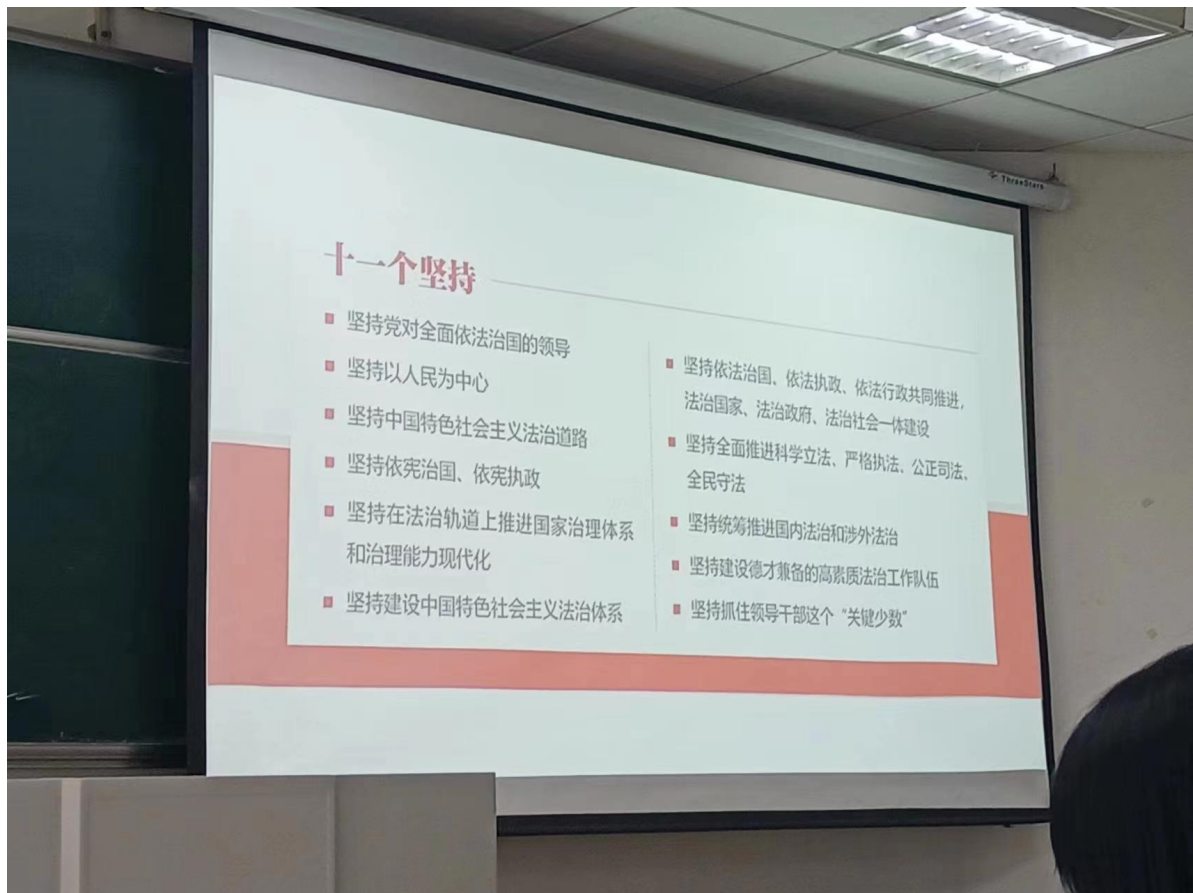 ThreeStars
十一个坚持
坚持党对全面依法治国的领导
坚持以人民为中心
坚持中国特色社会主义法治道路
坚持依宪治国、依宪执政
坚持在法治轨道上推进国家治理体系
和治理能力现代化
坚持建设中国特色社会主义法治体系
坚持依法治国、依法执政、依法行政共同推进，
法治国家、法治政府、法治社会一体建设
坚持全面推进科学立法、严格执法、公正司法、
全民守法
坚持统筹推进国内法治和涉外法治
坚持建设德才兼备的高素质法治工作队伍
坚持抓住领导干部这个“关键少数”